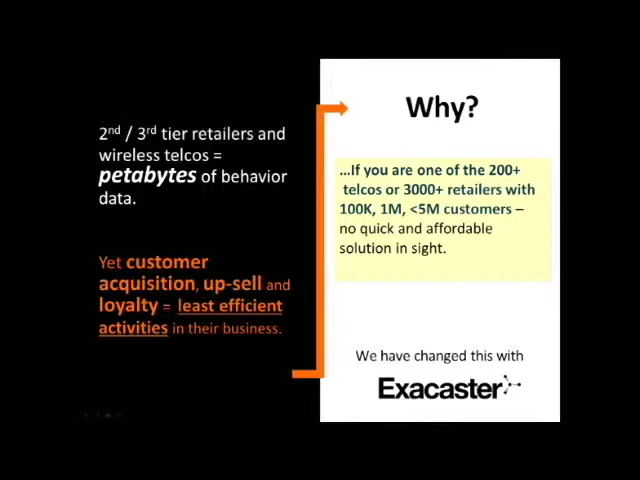 2nd / 3rd tier retailers and
wireless telcos =
petabytes of behavior
data.
Yet customer
acquisition, up-sell and
loyalty = least efficient
activities in their business.
Why?
...If you are one of the 200+
telcos or 3000+ retailers with
100K, 1M, <5M customers –
no quick and affordable
solution in sight.
We have changed this with
Exacaster